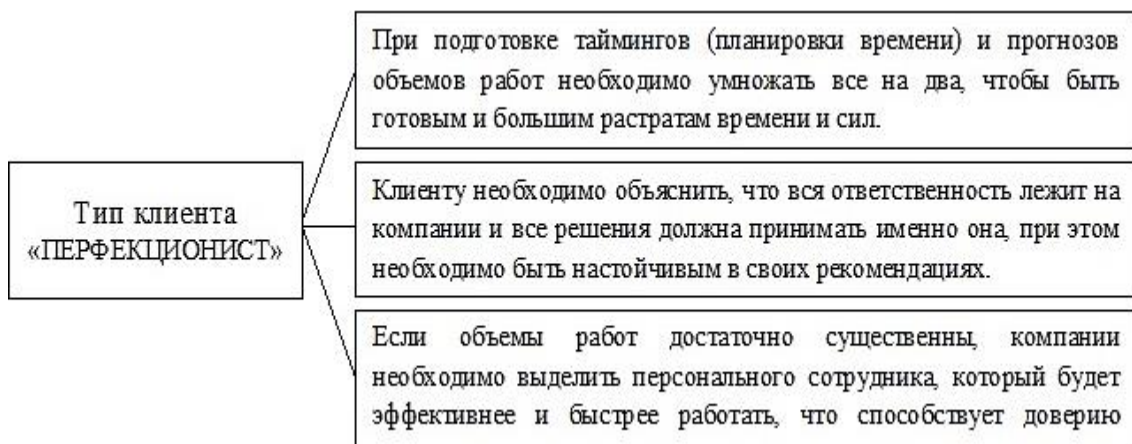 При подготовке таймингов (планировки времени) и прогнозов
объемов работ необходимо умножать все на два, чтобы быть
готовым и большим растратам времени и сил.
Тип клиента
«ПЕРФЕКЦИОНИСТ»
Клиенту необходимо объяснить, что вся ответственность лежит на
компании и все решения должна принимать именно она, при этом
необходимо быть настойчивым в своих рекомендациях.
Если объемы работ достаточно существенны, компании
необходимо выделить персонального сотрудника, который будет
эффективнее и быстрее работать, что способствует доверию